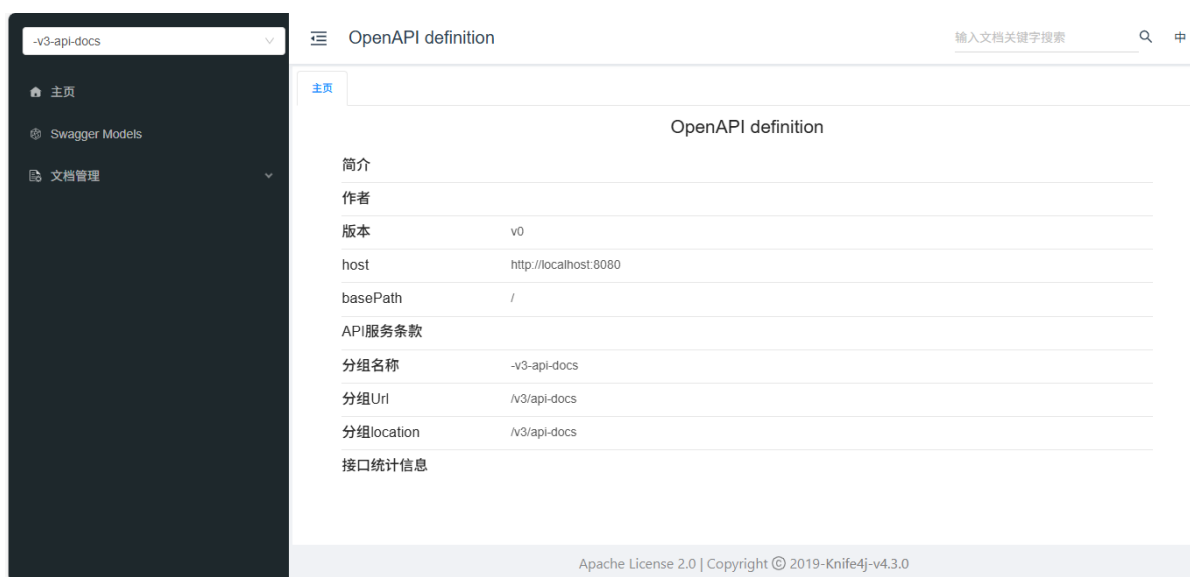 -v3-api-docs
主页
Swagger Models
文档管理
OpenAPI definition
输入文档关键字搜索
中
主页
OpenAPI definition
简介
作者
版本 v0
host http://localhost:8080
basePath /
API服务条款
分组名称 -v3-api-docs
分组Url /v3/api-docs
分组location /v3/api-docs
接口统计信息
Apache License 2.0 | Copyright © 2019-Knife4j-v4.3.0